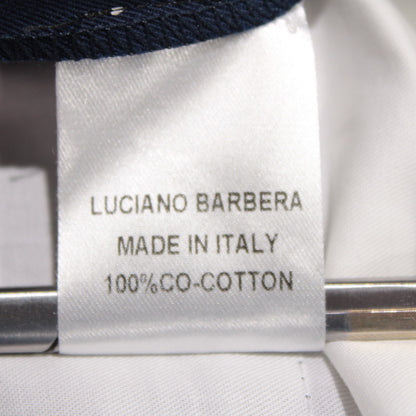 LUCIANO BARBERA
MADE IN ITALY
100%CO-COTTON